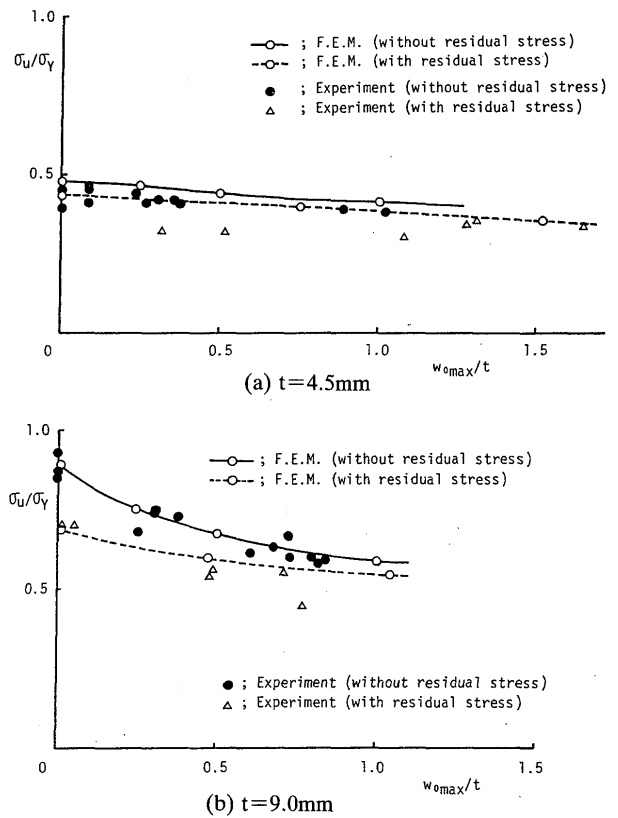 1.0
σu/σY
; F.E.M. (without residual stress)
; F.E.M. (with residual stress)
; Experiment (without residual stress)
; Experiment (with residual stress)
0.5
0 0.5 1.0 1.5
w₀max/t
(a) t=4.5mm
1.0
σu/σY
; F.E.M. (without residual stress)
; F.E.M. (with residual stress)
0.5
; Experiment (without residual stress)
; Experiment (with residual stress)
0 0.5 1.0 1.5
w₀max/t
(b) t=9.0mm